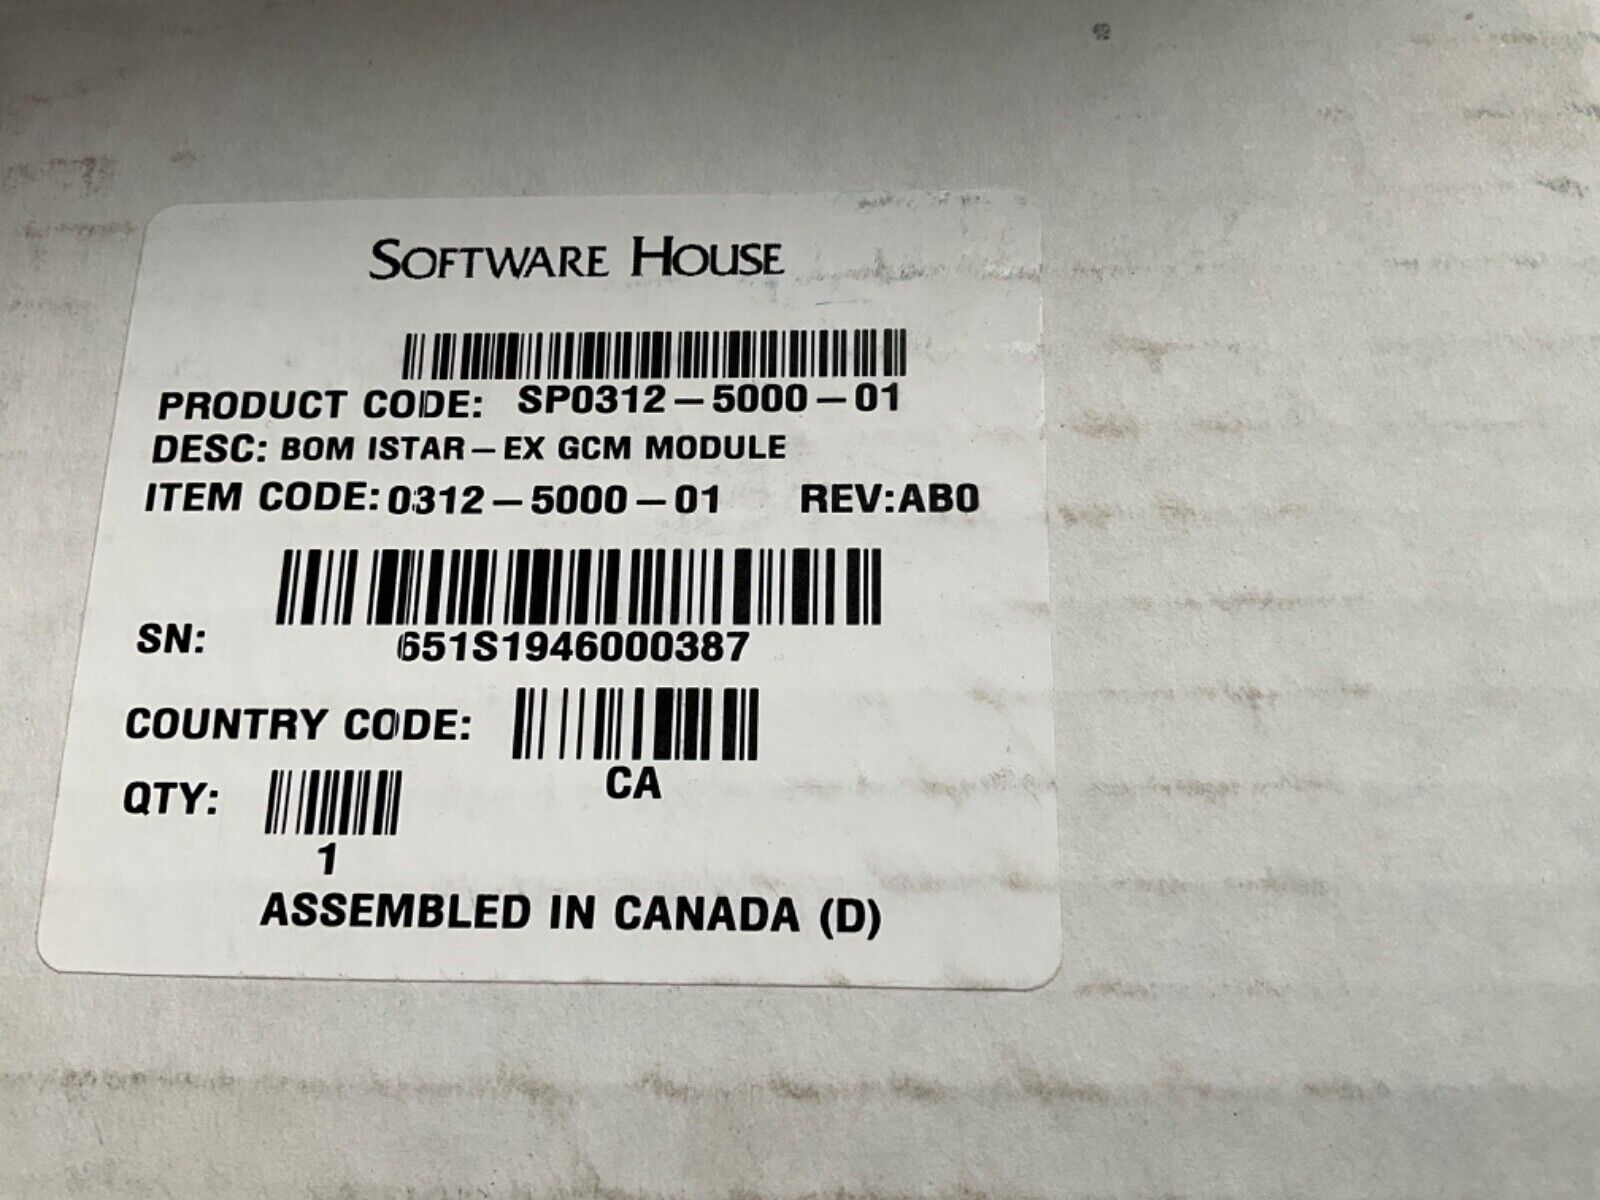 SOFTWARE HOUSE
PRODUCT CODE: SP0312-5000-01
DESC: BOM ISTAR-EX GCM MODULE
ITEM CODE: 0312-5000-01 REV:AB0
SN: 651S1946000387
COUNTRY CODE: CA
QTY: 1
ASSEMBLED IN CANADA (D)